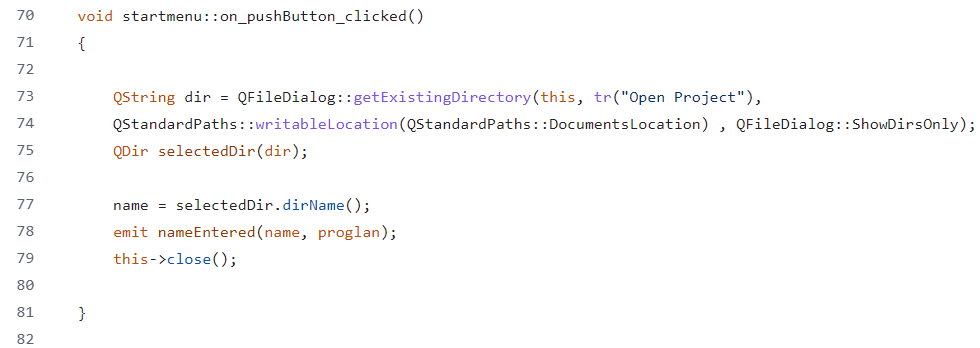 70 void startmenu::on_pushButton_clicked()
71 {
72
73 QString dir = QFileDialog::getExistingDirectory(this, tr("Open Project"),
74 QStandardPaths::writableLocation(QStandardPaths::DocumentsLocation) , QFileDialog::ShowDirsOnly);
75 QDir selectedDir(dir);
76
77 name = selectedDir.dirName();
78 emit nameEntered(name, proglan);
79 this->close();
80
81 }
82